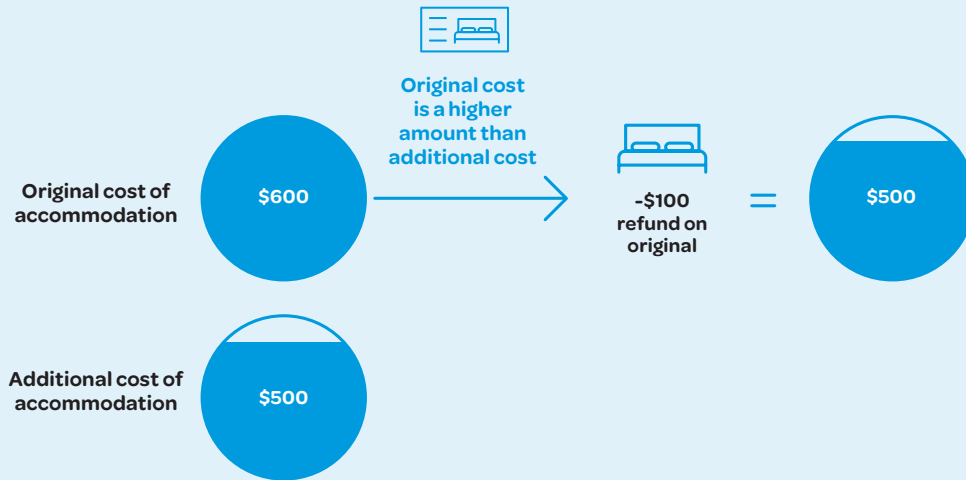 Original cost
is a higher
amount than
additional cost
Original cost of
accommodation
$600
-$100
refund on
original
=
$500
Additional cost of
accommodation
$500